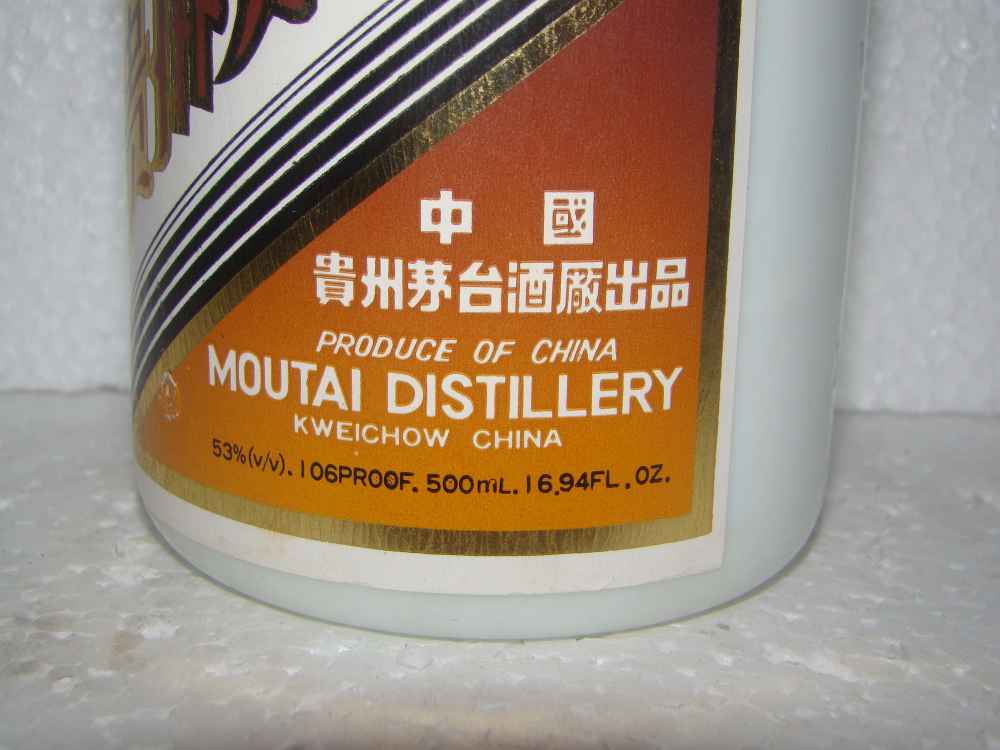 中國
貴州茅台酒厰出品
PRODUCE OF CHINA
MOUTAI DISTILLERY
KWEICHOW CHINA
53%(v/v). 106PROOF. 500mL. 16.94FL. OZ.